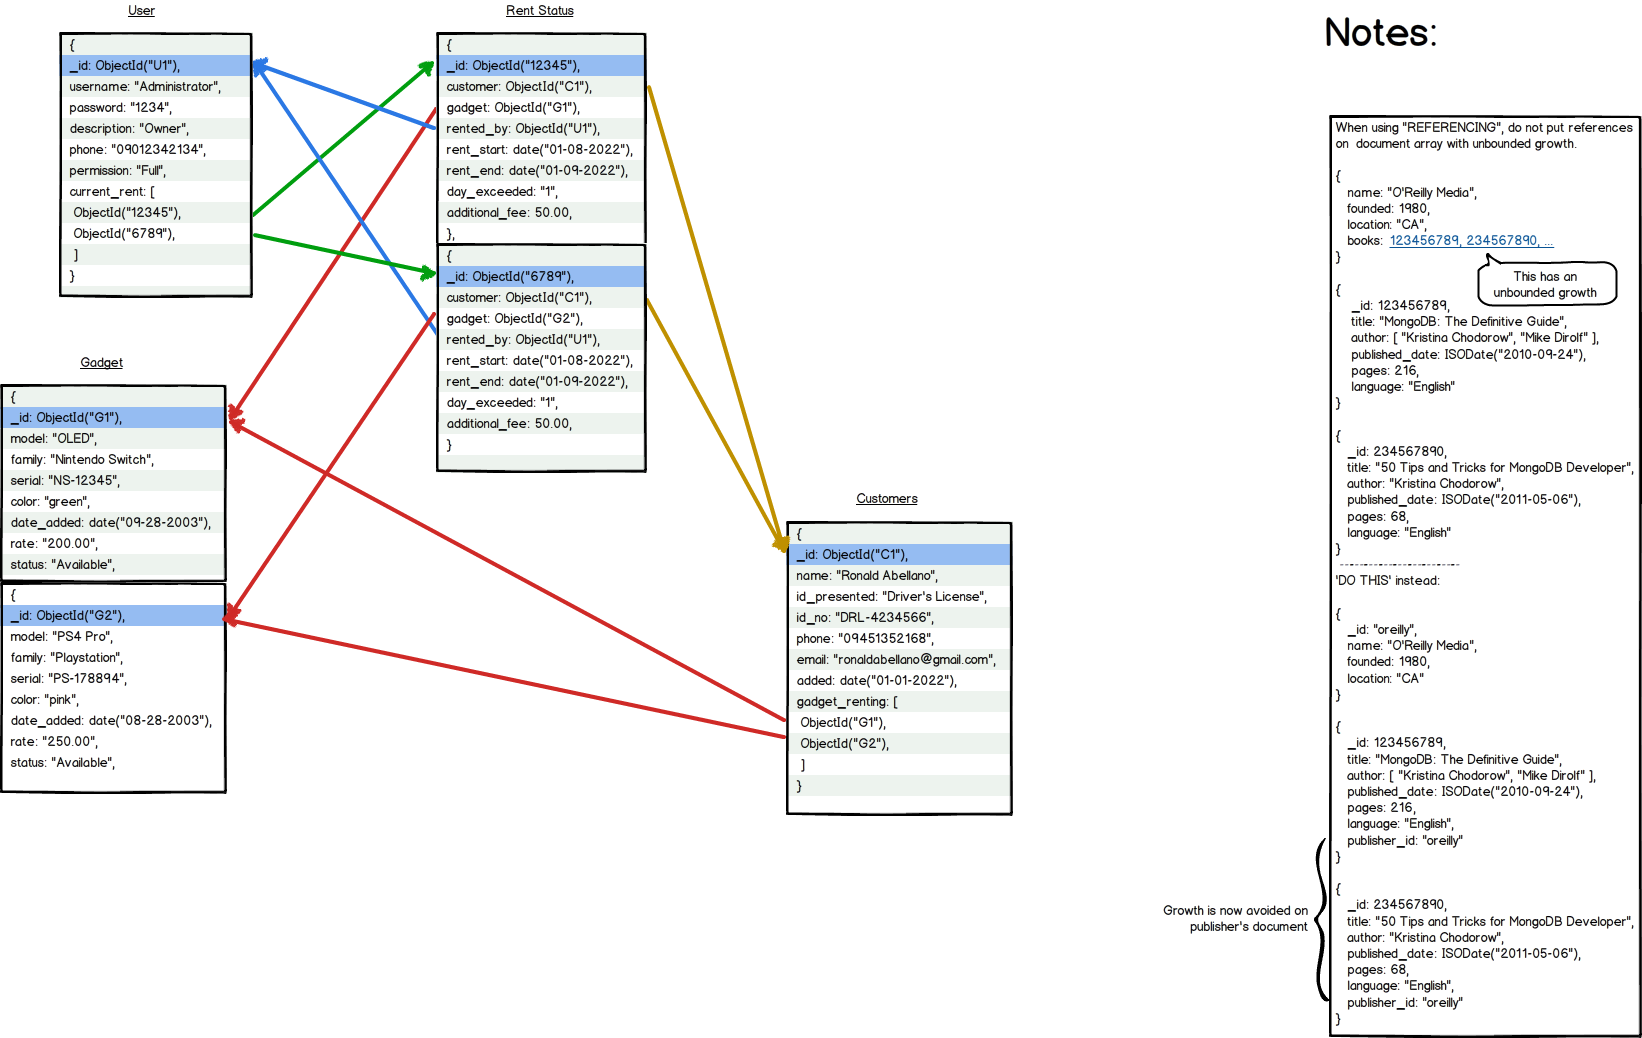 User
{
_id: ObjectId("U1"),
username: "Administrator",
password: "1234",
description: "Owner",
phone: "09012342134",
permission: "Full",
current_rent: [
ObjectId("12345"),
ObjectId("6789"),
]
}
Rent Status
{
_id: ObjectId("12345"),
customer: ObjectId("C1"),
gadget: ObjectId("G1"),
rented_by: ObjectId("U1"),
rent_start: date("01-08-2022"),
rent_end: date("01-09-2022"),
day_exceeded: "1",
additional_fee: 50.00,
},
{
_id: ObjectId("6789"),
customer: ObjectId("C1"),
gadget: ObjectId("G2"),
rented_by: ObjectId("U1"),
rent_start: date("01-08-2022"),
rent_end: date("01-09-2022"),
day_exceeded: "1",
additional_fee: 50.00,
}
Gadget
{
_id: ObjectId("G1"),
model: "OLED",
family: "Nintendo Switch",
serial: "NS-12345",
color: "green",
date_added: date("09-28-2003"),
rate: "200.00",
status: "Available",
{
_id: ObjectId("G2"),
model: "PS4 Pro",
family: "Playstation",
serial: "PS-178894",
color: "pink",
date_added: date("08-28-2003"),
rate: "250.00",
status: "Available",
Customers
{
_id: ObjectId("C1"),
name: "Ronald Abellano",
id_presented: "Driver's License",
id_no: "DRL-4234566",
phone: "09451352168",
email: "ronaldabellano@gmail.com",
added: date("01-01-2022"),
gadget_renting: [
ObjectId("G1"),
ObjectId("G2"),
]
}
Notes:
When using "REFERENCING", do not put references
on document array with unbounded growth.
{
name: "O'Reilly Media",
founded: 1980,
location: "CA",
books: 123456789, 234567890, ...
}
This has an
unbounded growth
{
_id: 123456789,
title: "MongoDB: The Definitive Guide",
author: [ "Kristina Chodorow", "Mike Dirolf" ],
published_date: ISODate("2010-09-24"),
pages: 216,
language: "English"
}
{
_id: 234567890,
title: "50 Tips and Tricks for MongoDB Developer",
author: "Kristina Chodorow",
published_date: ISODate("2011-05-06"),
pages: 68,
language: "English"
}
------------------------
'DO THIS' instead:
{
_id: "oreilly",
name: "O'Reilly Media",
founded: 1980,
location: "CA"
}
{
_id: 123456789,
title: "MongoDB: The Definitive Guide",
author: [ "Kristina Chodorow", "Mike Dirolf" ],
published_date: ISODate("2010-09-24"),
pages: 216,
language: "English",
publisher_id: "oreilly"
}
{
_id: 234567890,
title: "50 Tips and Tricks for MongoDB Developer",
author: "Kristina Chodorow",
published_date: ISODate("2011-05-06"),
pages: 68,
language: "English",
publisher_id: "oreilly"
}
Growth is now avoided on
publisher's document